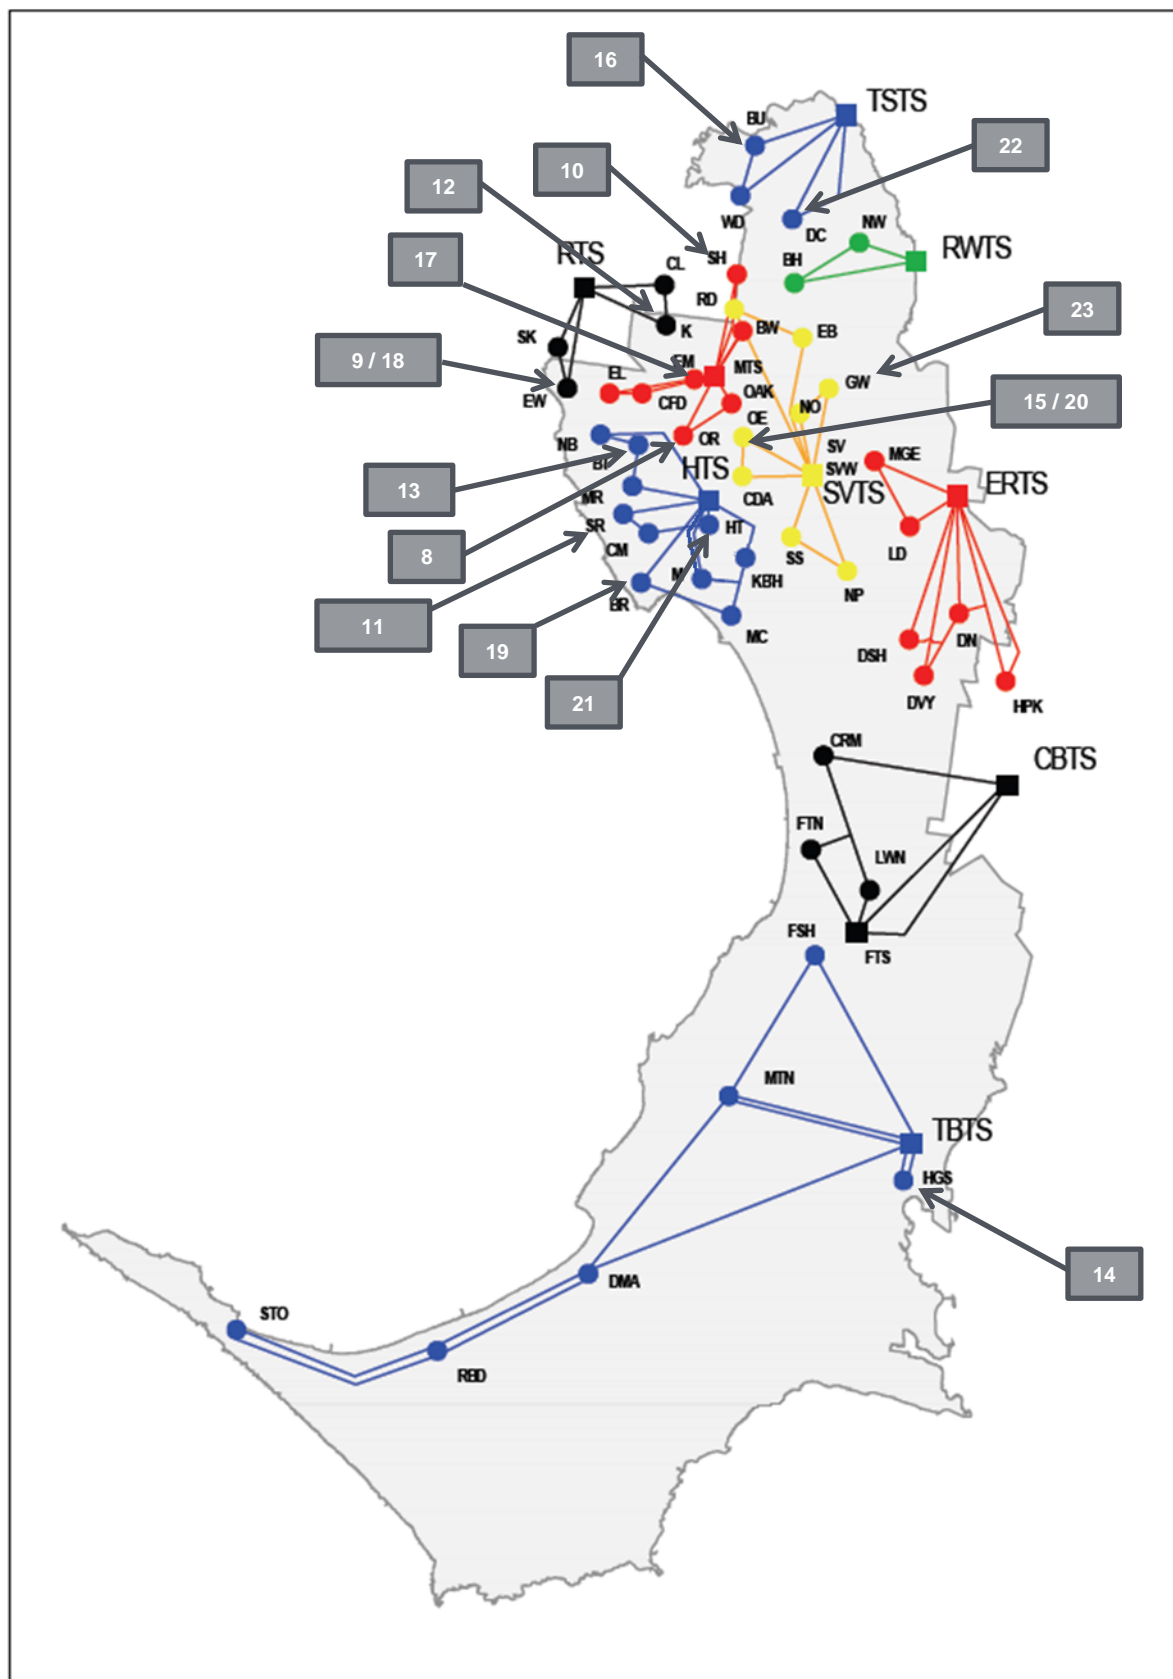 16
TSTS
BU
22
10
12
WD
DC
NW
RTS
SH
BH
RWTS
17
CL
RD
23
K
BW
EB
SK
9 / 18
EM
MTS
EL
GW
15 / 20
EW
CFD
OAK
NO
OE
NB
OR
SV
MGE
BT
HTS
SVW
13
CDA
SVTS
ERTS
MR
SR
HT
LD
8
CM
SS
M
KBH
NP
11
BR
19
MC
DN
DSH
21
DVY
HPK
CRM
CBTS
FTN
LWN
FSH
FTS
MTN
TBTS
HGS
14
DMA
STO
RBD